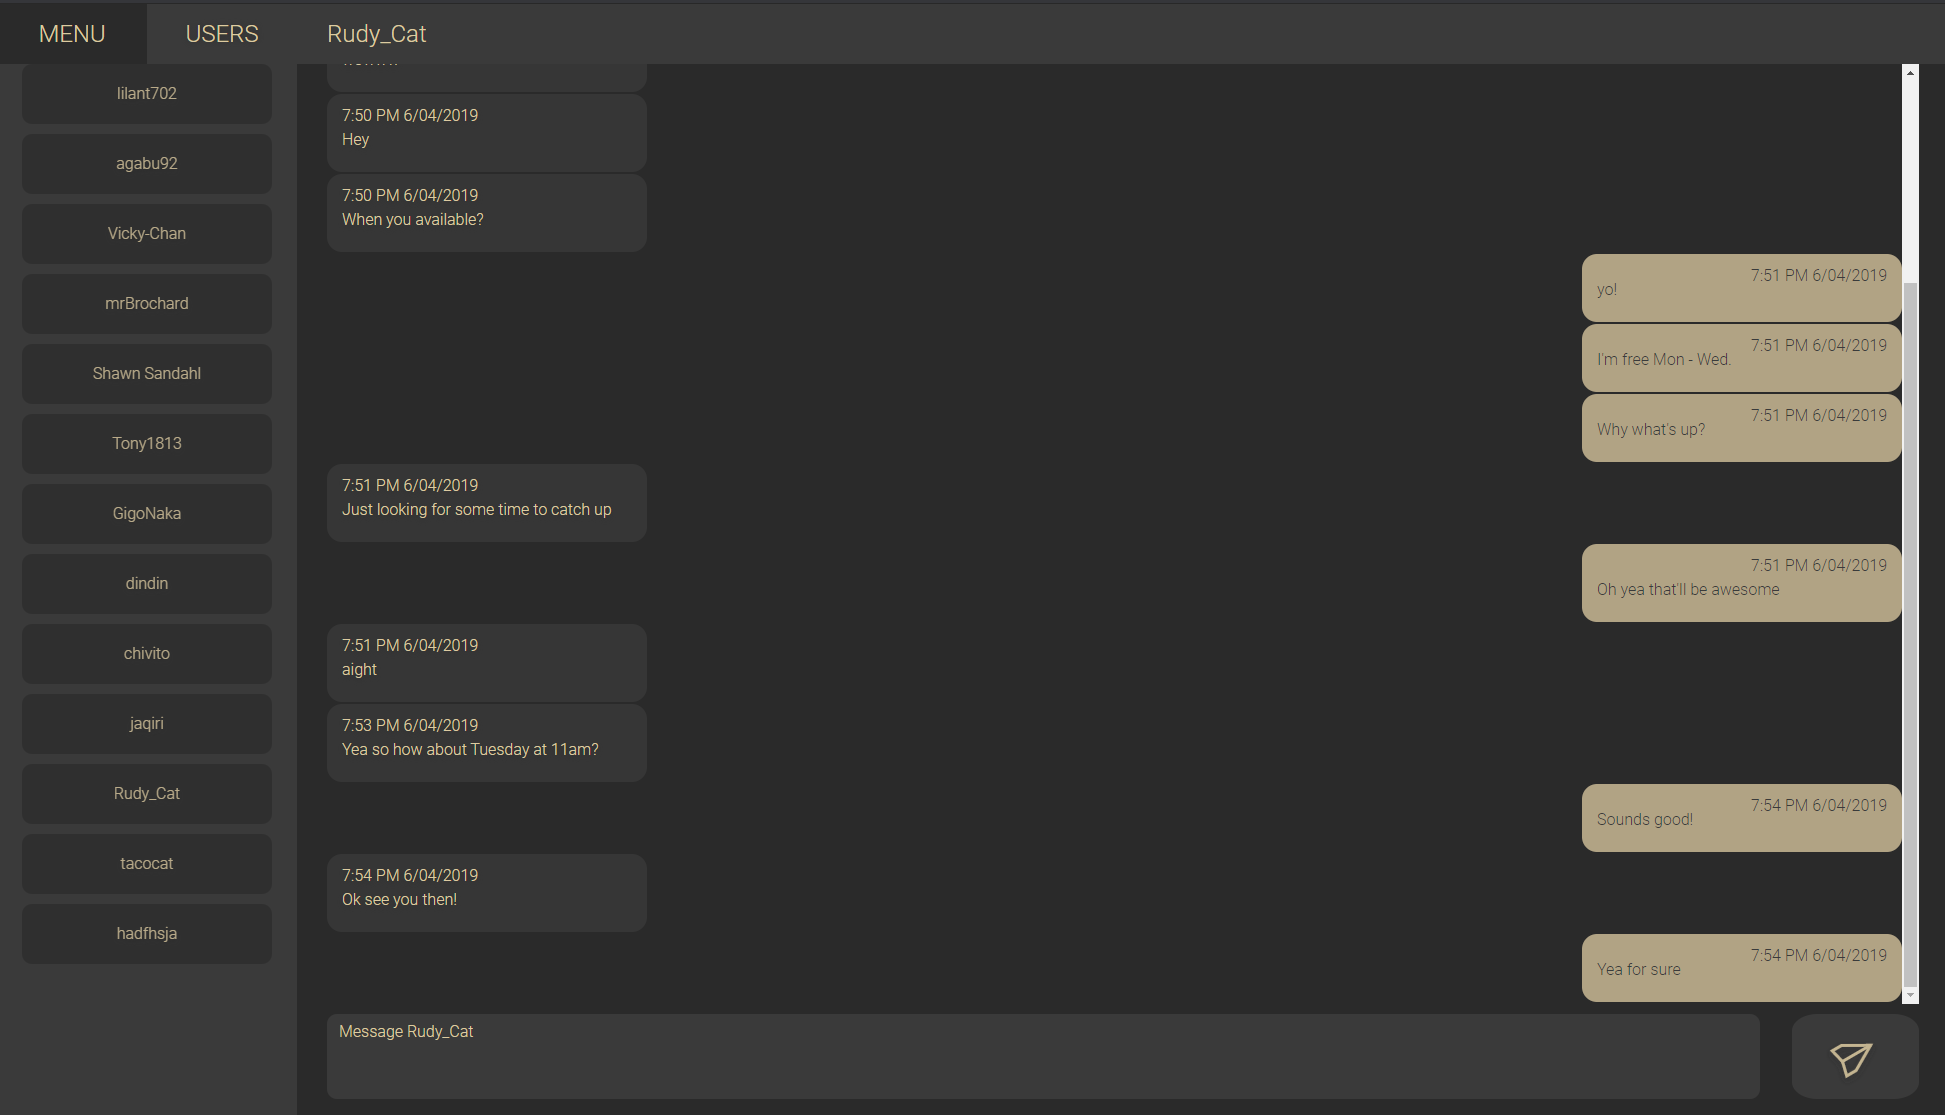 MENU
USERS
Rudy_Cat
lilant702
agabu92
Vicky-Chan
mrBrochard
Shawn Sandahl
Tony1813
GigoNaka
dindin
chivito
jaqiri
Rudy_Cat
tacocat
hadfhsja
7:50 PM 6/04/2019
Hey
7:50 PM 6/04/2019
When you available?
7:51 PM 6/04/2019
yo!
7:51 PM 6/04/2019
I'm free Mon - Wed.
7:51 PM 6/04/2019
Why what's up?
7:51 PM 6/04/2019
Just looking for some time to catch up
7:51 PM 6/04/2019
Oh yea that'll be awesome
7:51 PM 6/04/2019
aight
7:53 PM 6/04/2019
Yea so how about Tuesday at 11am?
7:54 PM 6/04/2019
Sounds good!
7:54 PM 6/04/2019
Ok see you then!
7:54 PM 6/04/2019
Yea for sure
Message Rudy_Cat